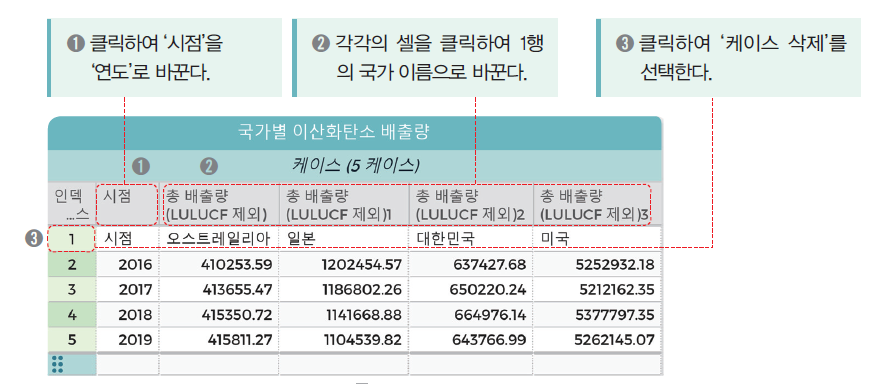 ❶ 클릭하여 ‘시점’을
‘연도’로 바꾼다.
❷ 각각의 셀을 클릭하여 1행
의 국가 이름으로 바꾼다.
❸ 클릭하여 ‘케이스 삭제’를
선택한다.
국가별 이산화탄소 배출량
❶ ❷ 케이스 (5 케이스)
인덱 시점 총 배출량 총 배출량 총 배출량 총 배출량
...스 (LULUCF 제외) (LULUCF 제외)1 (LULUCF 제외)2 (LULUCF 제외)3
❸ 1 시점 오스트레일리아 일본 대한민국 미국
2 2016 410253.59 1202454.57 637427.68 5252932.18
3 2017 413655.47 1186802.26 650220.24 5212162.35
4 2018 415350.72 1141668.88 664976.14 5377797.35
5 2019 415811.27 1104539.82 643766.99 5262145.07